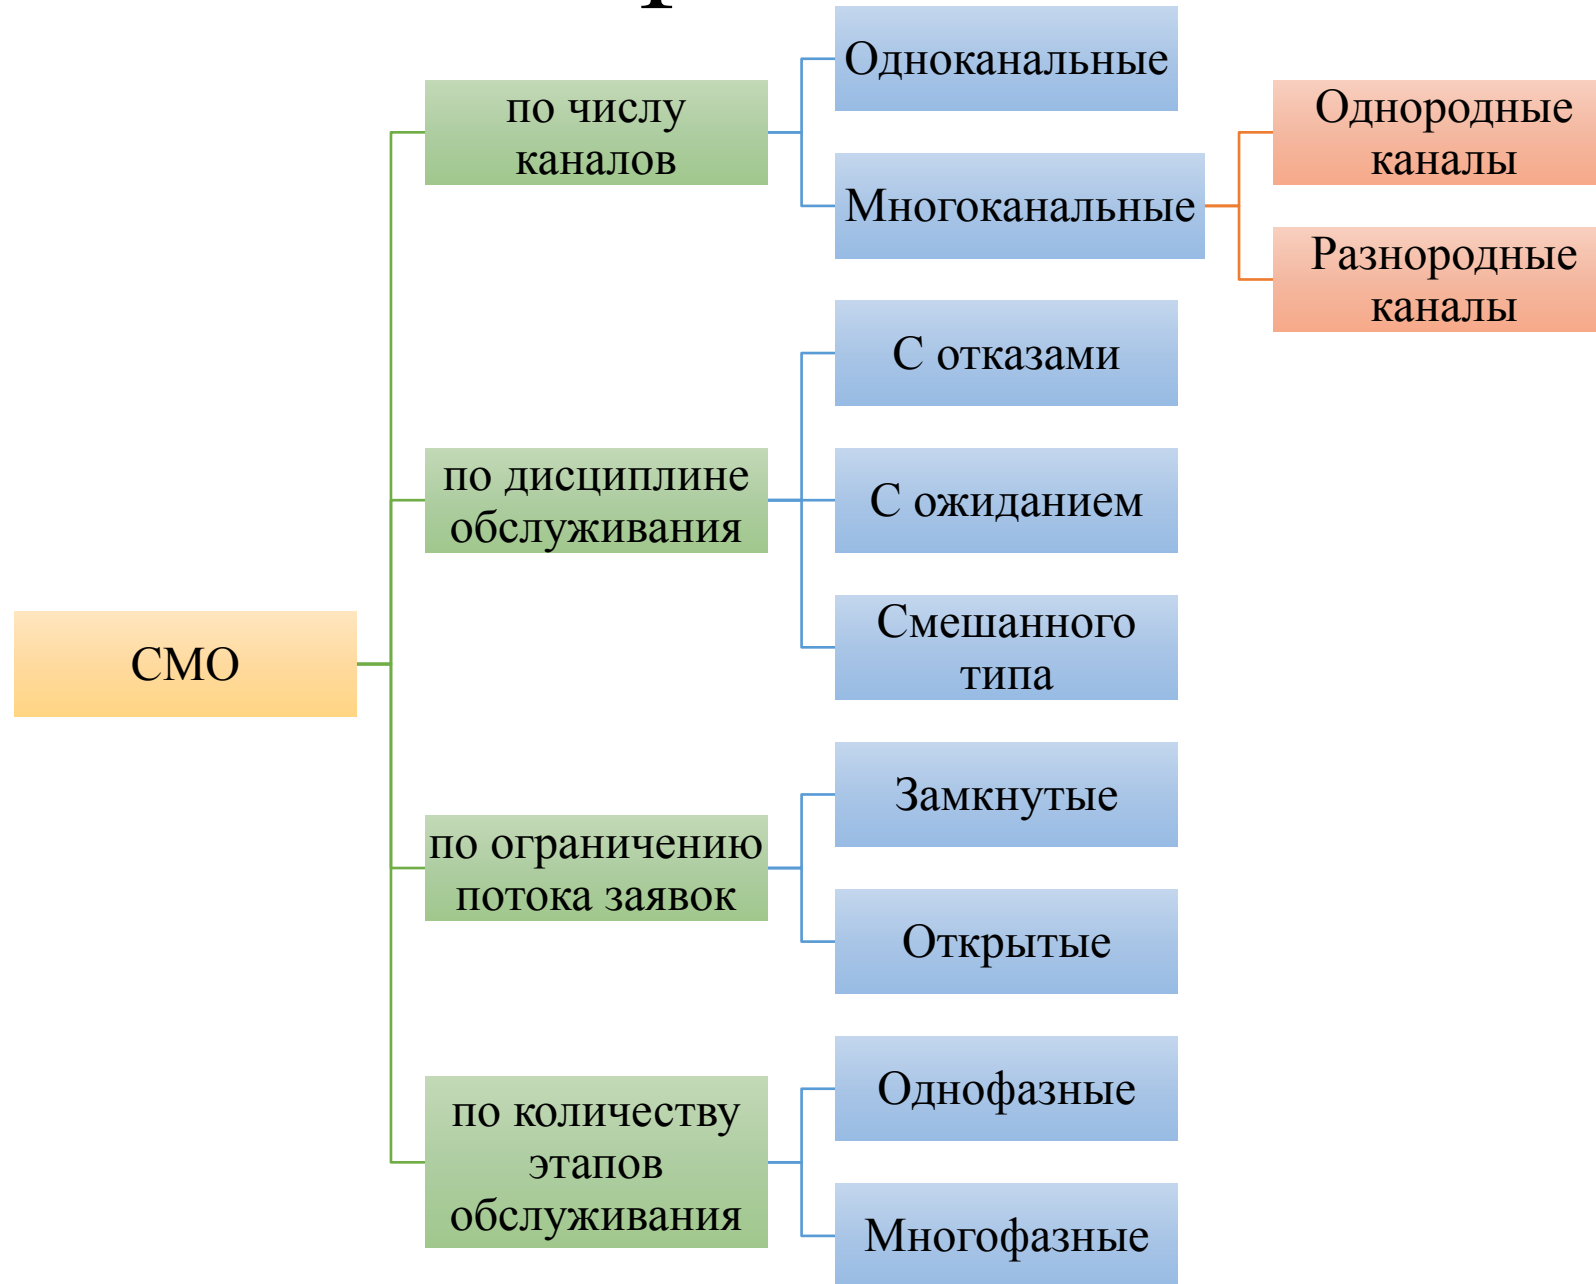 Одноканальные
по числу
каналов
Однородные
каналы
Многоканальные
Разнородные
каналы
С отказами
по дисциплине
обслуживания
С ожиданием
Смешанного
типа
СМО
Замкнутые
по ограничению
потока заявок
Открытые
Однофазные
по количеству
этапов
обслуживания
Многофазные